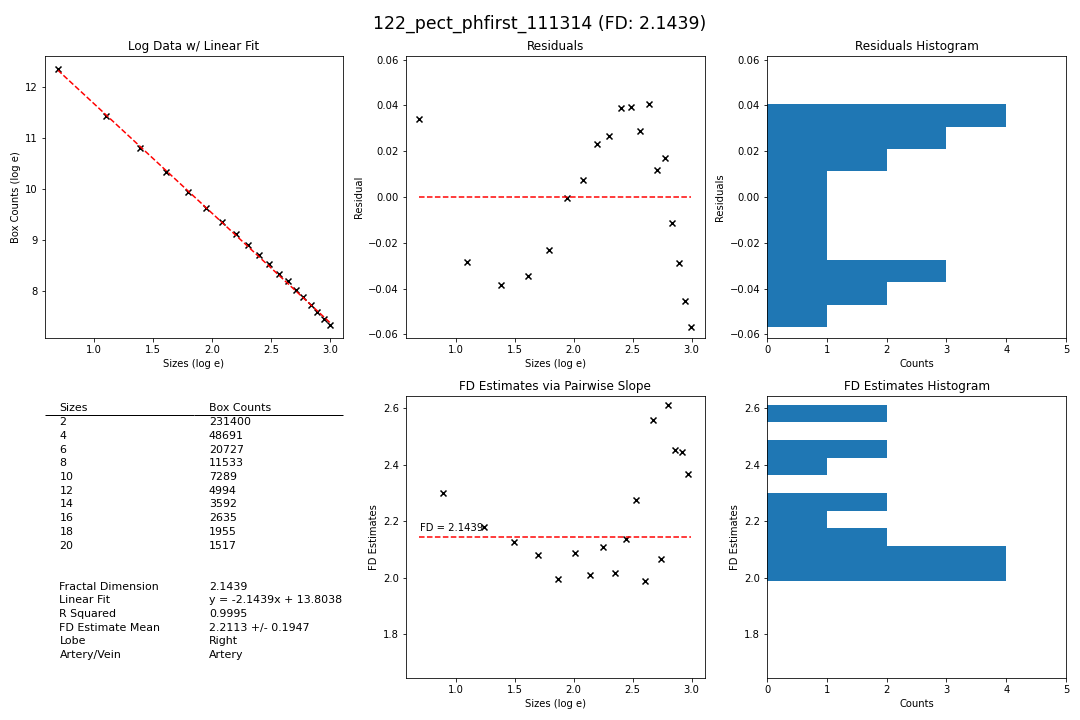 122_pect_phfirst_111314 (FD: 2.1439)
Log Data w/ Linear Fit
12
11
10
9
8
Box Counts (log e)
1.0 1.5 2.0 2.5 3.0
Sizes (log e)
Residuals
0.06
0.04
0.02
0.00
−0.02
−0.04
−0.06
Residual
1.0 1.5 2.0 2.5 3.0
Sizes (log e)
Residuals Histogram
0.06
0.04
0.02
0.00
−0.02
−0.04
−0.06
Residuals
0 1 2 3 4 5
Counts
Sizes Box Counts
2 231400
4 48691
6 20727
8 11533
10 7289
12 4994
14 3592
16 2635
18 1955
20 1517
Fractal Dimension 2.1439
Linear Fit y = -2.1439x + 13.8038
R Squared 0.9995
FD Estimate Mean 2.2113 +/- 0.1947
Lobe Right
Artery/Vein Artery
FD Estimates via Pairwise Slope
2.6
2.4
2.2
2.0
1.8
FD Estimates
FD = 2.1439
1.0 1.5 2.0 2.5 3.0
Sizes (log e)
FD Estimates Histogram
2.6
2.4
2.2
2.0
1.8
FD Estimates
0 1 2 3 4 5
Counts